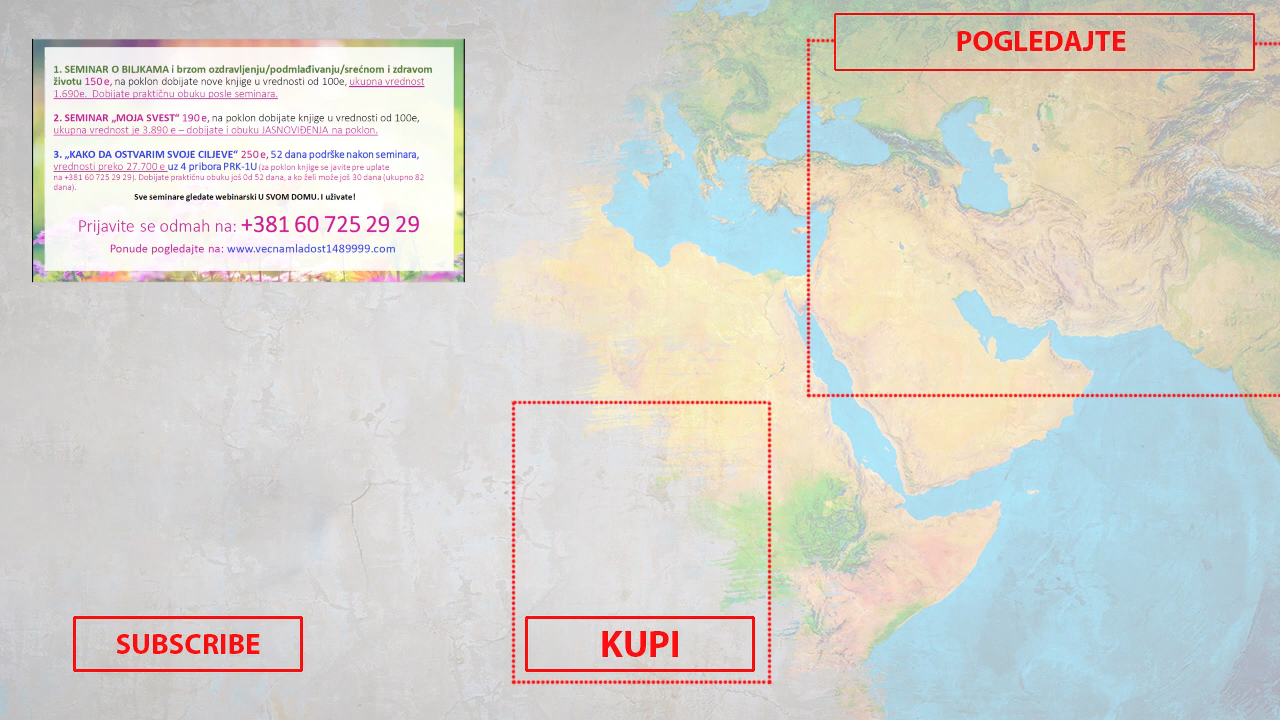 1. SEMINAR O BILJKAMA i brzom ozdravljenju/podmlađivanju/srećnom i zdravom
životu 150 e, na poklon dobijate nove knjige u vrednosti od 100e, ukupna vrednost
1.690e. Dobijate praktičnu obuku posle seminara.
2. SEMINAR „MOJA SVEST“ 190 e, na poklon dobijate knjige u vrednosti od 100e,
ukupna vrednost je 3.890 e – dobijate i obuku JASNOVIĐENJA na poklon.
3. „KAKO DA OSTVARIM SVOJE CILJEVE“ 250 e, 52 dana podrške nakon seminara,
vrednosti preko 27.700 e uz 4 pribora PRK-1U (za poklon knjige se javite pre uplate
na +381 60 725 29 29). Dobijate praktičnu obuku još 0d 52 dana, a ko želi može još 30 dana (ukupno 82
dana).
Sve seminare gledate webinarski U SVOM DOMU. I uživate!
Prijavite se odmah na: +381 60 725 29 29
Ponude pogledajte na: www.vecnamladost1489999.com
POGLEDAJTE
SUBSCRIBE
KUPI